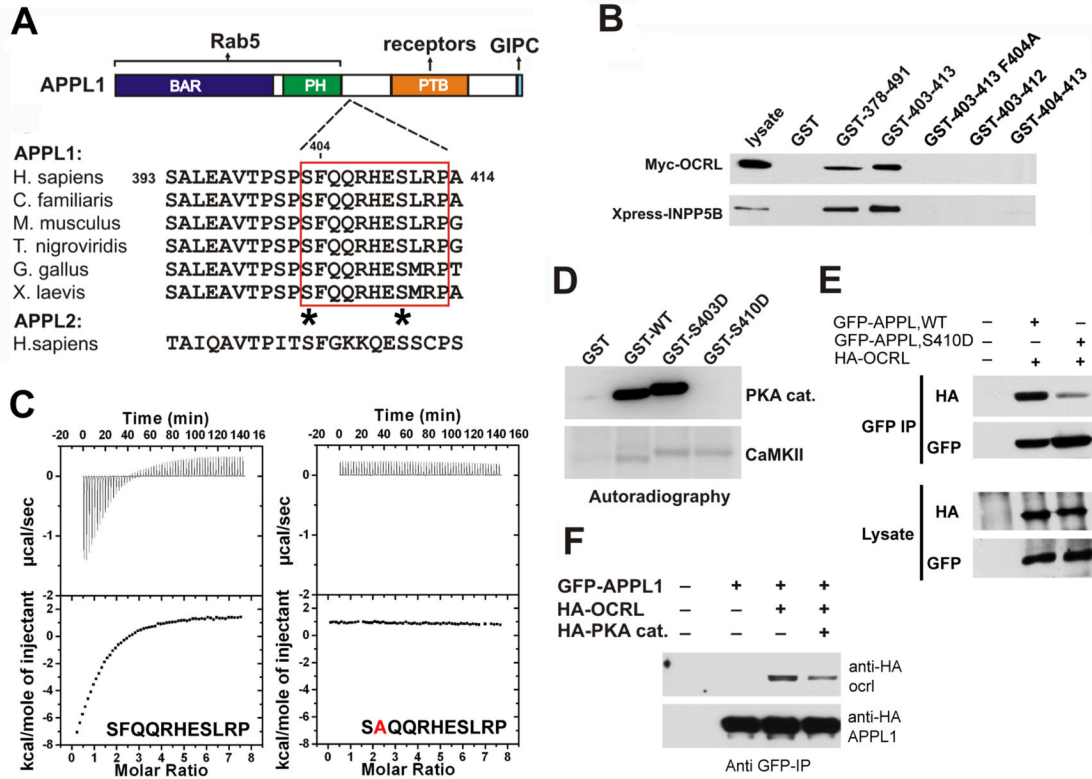 A
Rab5
receptors
GIPC
APPL1
BAR
PH
PTB
APPL1:
404
H. sapiens 393 SALEAVTPSPSFQQRHESLRPA 414
C. familiaris SALEAVTPSPSFQQRHESLRPA
M. musculus SALEAVTPSPSFQQRHESLRPG
T. nigroviridis SALEAVTPSPSFQQRHESLRPG
G. gallus SALEAVTPSPSFQQRHESMRPT
X. laevis SALEAVTPSPSFQQRHESMRPA
* *
APPL2:
H.sapiens TAIQAVTPITSFGKKQESSCPS
B
lysate
GST
GST-378-491
GST-403-413
GST-403-413 F404A
GST-403-412
GST-404-413
Myc-OCRL
Xpress-INPP5B
C
Time (min)
-20 0 20 40 60 80 100 120 140 16
0
-1
-2
µcal/sec
2
0
-2
-4
-6
-8
kcal/mole of injectant
SFQQRHESLRP
0 1 2 3 4 5 6 7 8
Molar Ratio
Time (min)
-20 0 20 40 60 80 100 120 140 16
0
-1
-2
µcal/sec
2
0
-2
-4
-6
-8
kcal/mole of injectant
SAQQRHESLRP
0 1 2 3 4 5 6 7 8
Molar Ratio
D
GST
GST-WT
GST-S403D
GST-S410D
PKA cat.
CaMKII
Autoradiography
E
GFP-APPL,WT – + –
GFP-APPL,S410D – – +
HA-OCRL – + +
GFP IP
HA
GFP
Lysate
HA
GFP
F
GFP-APPL1 – + + +
HA-OCRL – – + +
HA-PKA cat. – – – +
anti-HA
ocrl
anti-HA
APPL1
Anti GFP-IP